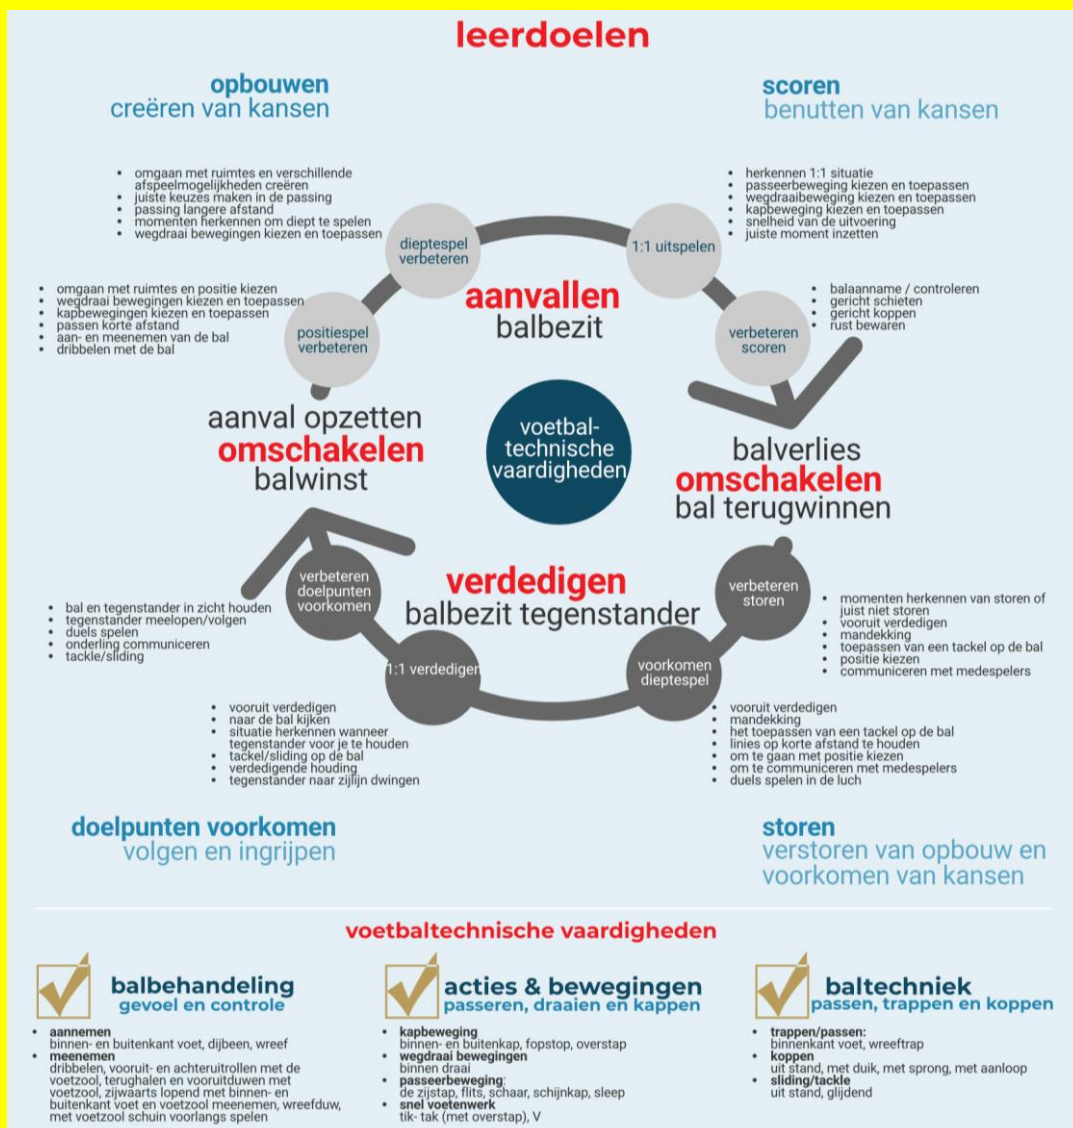 leerdoelen
opbouwen
creëren van kansen
scoren
benutten van kansen
• omgaan met ruimtes en verschillende
afspeelmogelijkheden creëren
• juiste keuzes maken in de passing
• passing langere afstand
• momenten herkennen om diept te spelen
• wegdraai bewegingen kiezen en toepassen
• herkennen 1:1 situatie
• passeerbeweging kiezen en toepassen
• wegdraaibeweging kiezen en toepassen
• kapbeweging kiezen en toepassen
• snelheid van de uitvoering
• juiste moment inzetten
dieptespel
verbeteren
1:1 uitspelen
• omgaan met ruimtes en positie kiezen
• wegdraai bewegingen kiezen en toepassen
• kapbewegingen kiezen en toepassen
• passen korte afstand
• aan- en meenemen van de bal
• dribbelen met de bal
positiespel
verbeteren
aanvallen
balbezit
verbeteren
scoren
• balaanname / controleren
• gericht schieten
• gericht koppen
• rust bewaren
aanval opzetten
omschakelen
balwinst
voetbal-
technische
vaardigheden
balverlies
omschakelen
bal terugwinnen
verbeteren
doelpunten
voorkomen
verdedigen
balbezit tegenstander
verbeteren
storen
• bal en tegenstander in zicht houden
• tegenstander meelopen/volgen
• duels spelen
• onderling communiceren
• tackle/sliding
• momenten herkennen van storen of
juist niet storen
• vooruit verdedigen
• mandekking
• toepassen van een tackel op de bal
• positie kiezen
• communiceren met medespelers
1:1 verdedigen
voorkomen
dieptespel
• vooruit verdedigen
• naar de bal kijken
• situatie herkennen wanneer
tegenstander voor je te houden
• tackel/sliding op de bal
• verdedigende houding
• tegenstander naar zijlijn dwingen
• vooruit verdedigen
• mandekking
• het toepassen van een tackel op de bal
• linies op korte afstand te houden
• om te gaan met positie kiezen
• om te communiceren met medespelers
• duels spelen in de luch
doelpunten voorkomen
volgen en ingrijpen
storen
verstoren van opbouw en
voorkomen van kansen
voetbaltechnische vaardigheden
balbehandeling
gevoel en controle
• aannemen
binnen- en buitenkant voet, dijbeen, wreef
• meenemen
dribbelen, vooruit- en achteruitrollen met de
voetzool, terughalen en vooruitduwen met
voetzool, zijwaarts lopend met binnen- en
buitenkant voet en voetzool meenemen, wreefduw,
met voetzool schuin voorlangs spelen
acties & bewegingen
passeren, draaien en kappen
• kapbeweging
binnen- en buitenkap, fopstop, overstap
• wegdraai bewegingen
binnen draai
• passeerbeweging:
de zijstap, flits, schaar, schijnkap, sleep
• snel voetenwerk
tik- tak (met overstap), V
baltechniek
passen, trappen en koppen
• trappen/passen:
binnenkant voet, wreeftrap
• koppen
uit stand, met duik, met sprong, met aanloop
• sliding/tackle
uit stand, glijdend